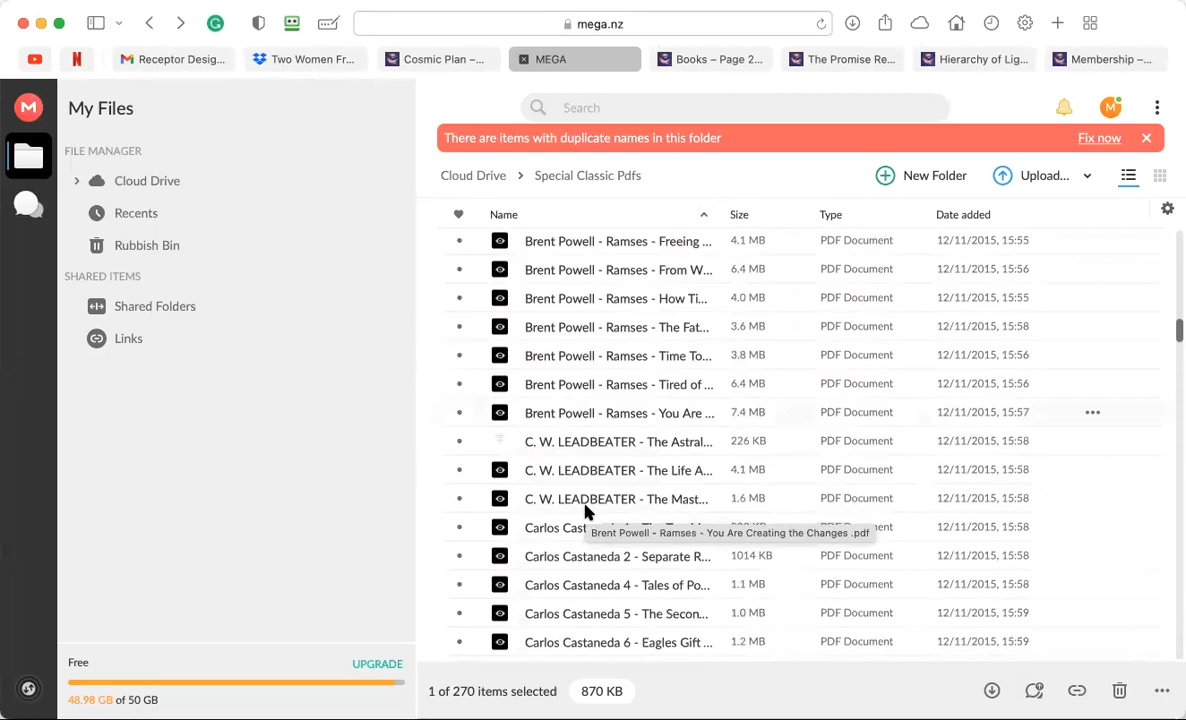 mega.nz
Receptor Desig...
Two Women Fr...
Cosmic Plan –...
MEGA
Books – Page 2...
The Promise Re...
Hierarchy of Lig...
Membership –...
My Files
Search
There are items with duplicate names in this folder
Fix now
FILE MANAGER
Cloud Drive
Recents
Rubbish Bin
SHARED ITEMS
Shared Folders
Links
Cloud Drive > Special Classic Pdfs
New Folder
Upload...
Name Size Type Date added
Brent Powell - Ramses - Freeing ... 4.1 MB PDF Document 12/11/2015, 15:55
Brent Powell - Ramses - From W... 6.4 MB PDF Document 12/11/2015, 15:56
Brent Powell - Ramses - How Ti... 4.0 MB PDF Document 12/11/2015, 15:55
Brent Powell - Ramses - The Fat... 3.6 MB PDF Document 12/11/2015, 15:58
Brent Powell - Ramses - Time To... 3.8 MB PDF Document 12/11/2015, 15:56
Brent Powell - Ramses - Tired of ... 6.4 MB PDF Document 12/11/2015, 15:56
Brent Powell - Ramses - You Are ... 7.4 MB PDF Document 12/11/2015, 15:57
C. W. LEADBEATER - The Astral... 226 KB PDF Document 12/11/2015, 15:58
C. W. LEADBEATER - The Life A... 4.1 MB PDF Document 12/11/2015, 15:58
C. W. LEADBEATER - The Mast... 1.6 MB PDF Document 12/11/2015, 15:58
Carlos 12/11/2015, 15:58
Brent Powell - Ramses - You Are Creating the Changes .pdf
Carlos Castaneda 2 - Separate R... 1014 KB PDF Document 12/11/2015, 15:58
Carlos Castaneda 4 - Tales of Po... 1.1 MB PDF Document 12/11/2015, 15:58
Carlos Castaneda 5 - The Secon... 1.0 MB PDF Document 12/11/2015, 15:59
Carlos Castaneda 6 - Eagles Gift ... 1.2 MB PDF Document 12/11/2015, 15:59
Free
UPGRADE
48.98 GB of 50 GB
1 of 270 items selected
870 KB